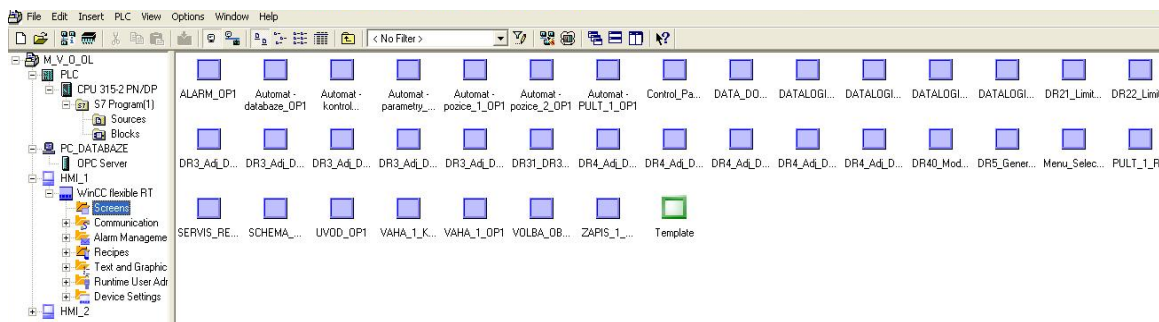 File Edit Insert PLC View Options Window Help
< No Filter >
M_V_O_OL
PLC
CPU 315-2 PN/DP
S7 Program(1)
Sources
Blocks
PC_DATABAZE
OPC Server
HMI_1
WinCC flexible RT
Screens
Communication
Alarm Manageme
Recipes
Text and Graphic
Runtime User Adr
Device Settings
HMI_2
ALARM_OP1 Automat - databaze_OP1 Automat - kontrol... Automat - parametry_... Automat - pozice_1_OP1 Automat - pozice_2_OP1 Automat - PULT_1_OP1 Control_Pa... DATA_DO... DATALOGI... DATALOGI... DATALOGI... DATALOGI... DR21_Limit... DR22_Limi
DR3_Adj_D... DR3_Adj_D... DR3_Adj_D... DR3_Adj_D... DR3_Adj_D... DR31_DR3... DR4_Adj_D... DR4_Adj_D... DR4_Adj_D... DR4_Adj_D... DR4_Adj_D... DR40_Mod... DR5_Gener... Menu_Selec... PULT_1_R
SERVIS_RE... SCHEMA_... UVOD_OP1 VAHA_1_K... VAHA_1_OP1 VOLBA_OB... ZAPIS_1_... Template